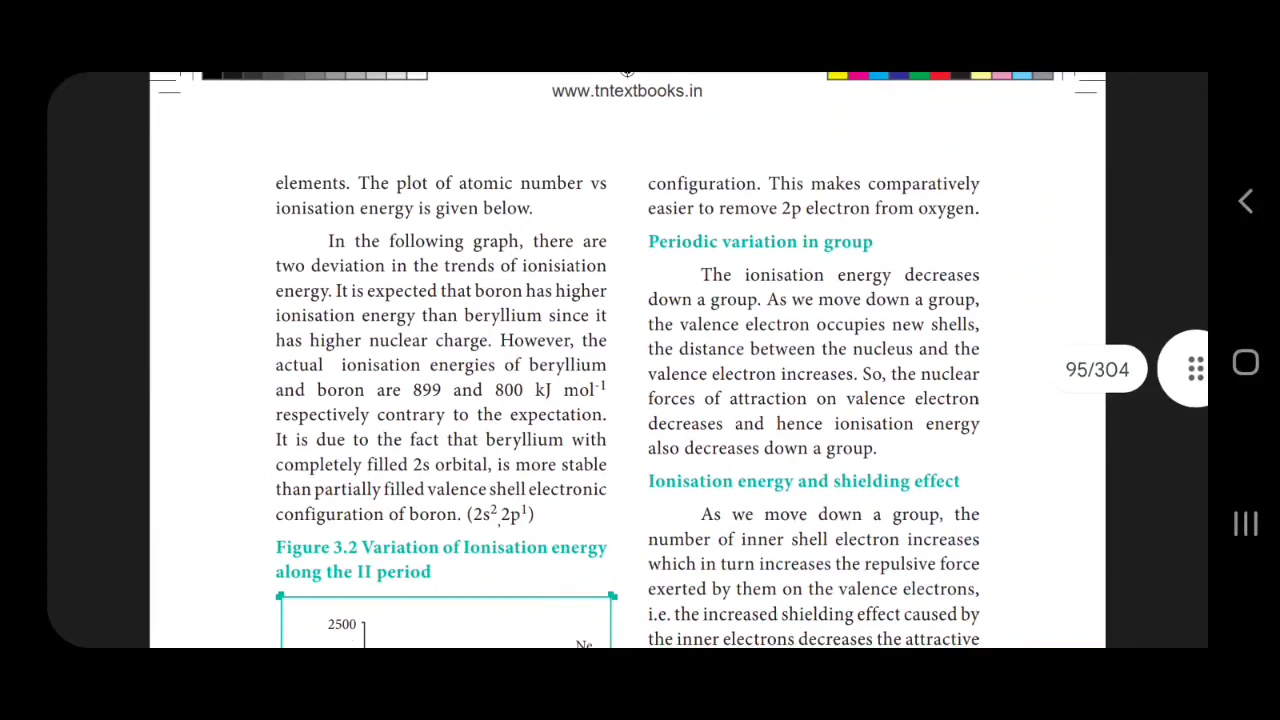 www.tntextbooks.in
elements. The plot of atomic number vs
ionisation energy is given below.
In the following graph, there are
two deviation in the trends of ionisiation
energy. It is expected that boron has higher
ionisation energy than beryllium since it
has higher nuclear charge. However, the
actual ionisation energies of beryllium
and boron are 899 and 800 kJ mol⁻¹
respectively contrary to the expectation.
It is due to the fact that beryllium with
completely filled 2s orbital, is more stable
than partially filled valence shell electronic
configuration of boron. (2s²,2p¹)
Figure 3.2 Variation of Ionisation energy
along the II period
2500
Ne
configuration. This makes comparatively
easier to remove 2p electron from oxygen.
Periodic variation in group
The ionisation energy decreases
down a group. As we move down a group,
the valence electron occupies new shells,
the distance between the nucleus and the
valence electron increases. So, the nuclear
forces of attraction on valence electron
decreases and hence ionisation energy
also decreases down a group.
Ionisation energy and shielding effect
As we move down a group, the
number of inner shell electron increases
which in turn increases the repulsive force
exerted by them on the valence electrons,
i.e. the increased shielding effect caused by
the inner electrons decreases the attractive
95/304